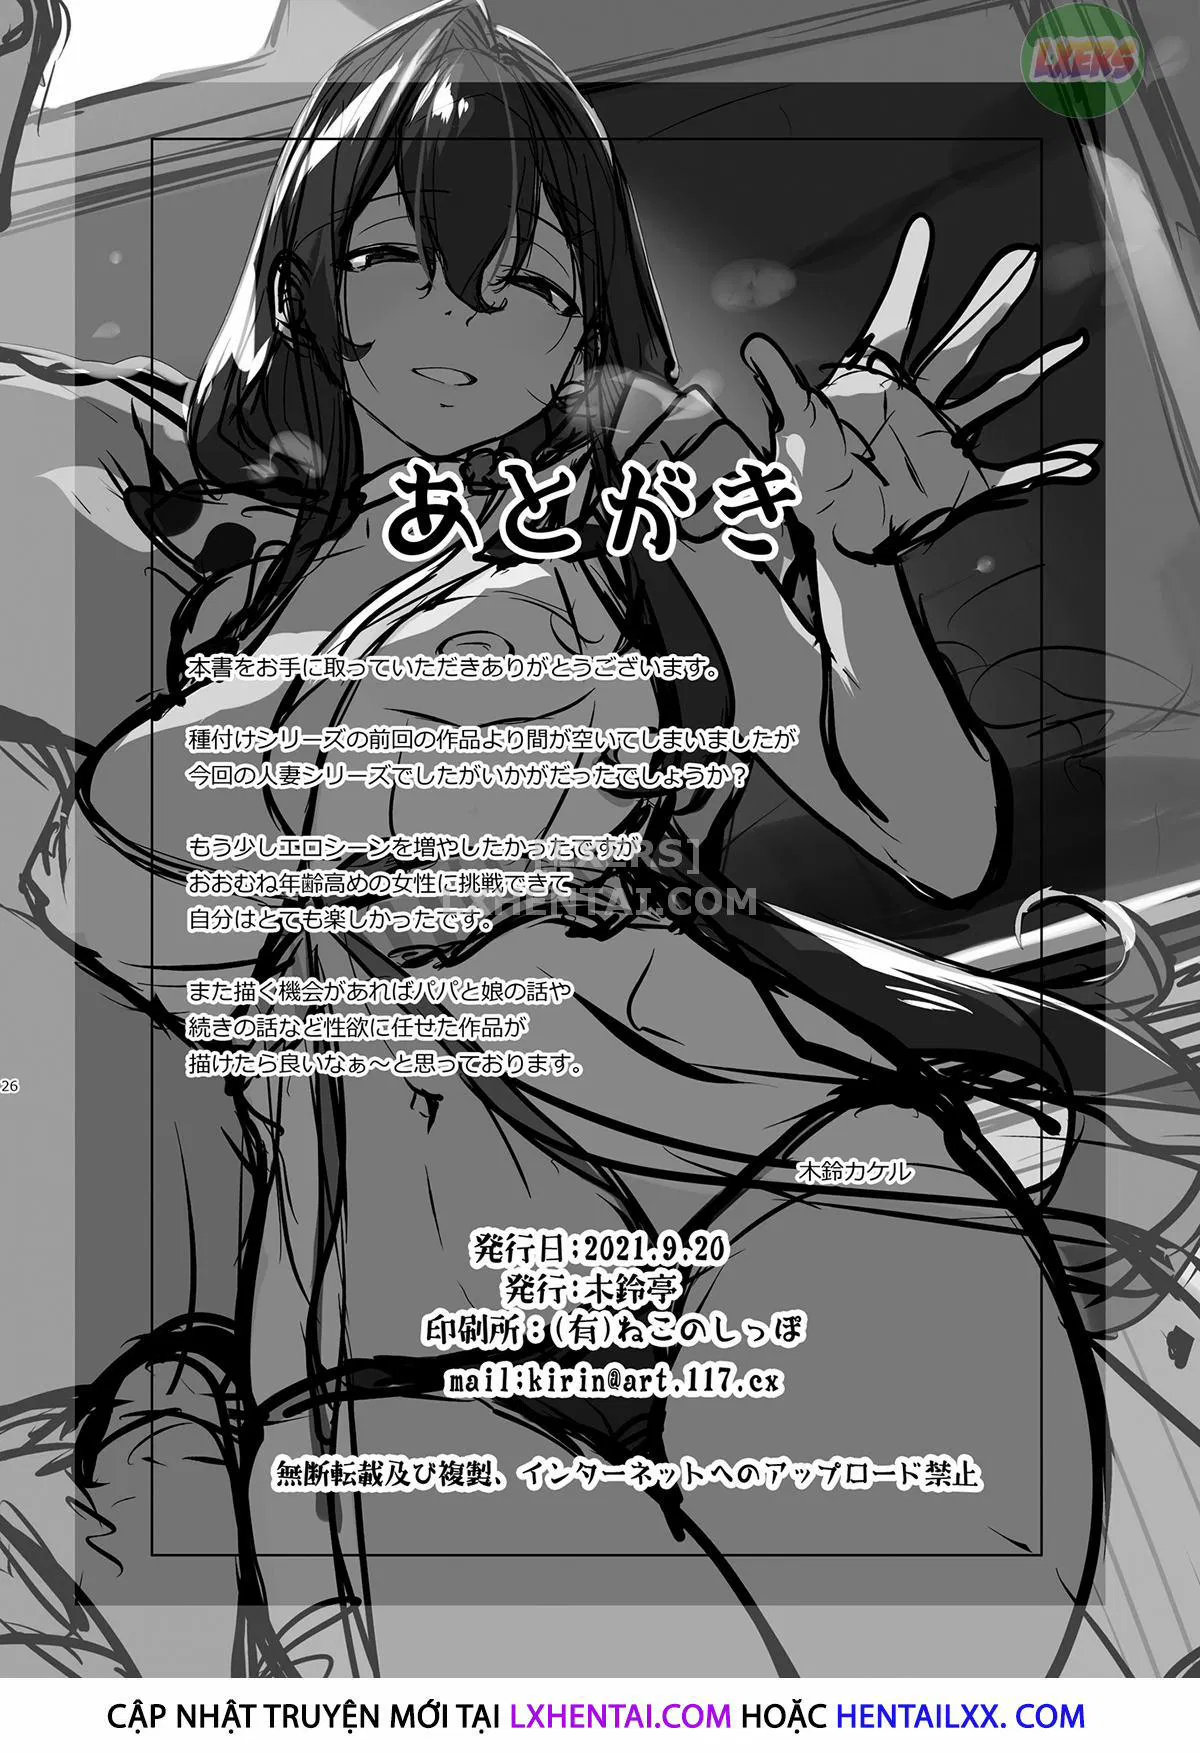 LXERS
あとがき
本書をお手に取っていただきありがとうございます。
種付けシリーズの前回の作品より間が空いてしまいましたが
今回の人妻シリーズでしたがいかがだったでしょうか？
もう少しエロシーンを増やしたかったですが
おおむね年齢高めの女性に挑戦できて
自分はとても楽しかったです。
[LXERS]
LXHENTAI.COM
また描く機会があればパパと娘の話や
続きの話など性欲に任せた作品が
描けたら良いなぁ～と思っております。
26
木鈴カケル
発行日:2021.9.20
発行:木鈴亭
印刷所:(有)ねこのしっぽ
mail:kirin@art.117.cx
無断転載及び複製、インターネットへのアップロード禁止
CẬP NHẬT TRUYỆN MỚI TẠI LXHENTAI.COM HOẶC HENTAILXX. COM